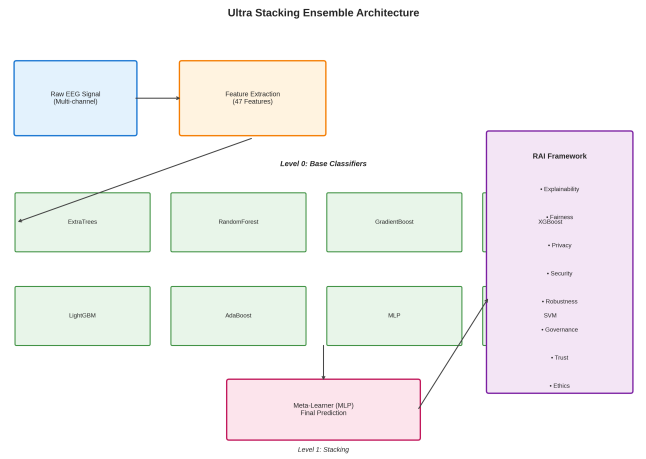 Ultra Stacking Ensemble Architecture
Raw EEG Signal
(Multi-channel)
Feature Extraction
(47 Features)
Level 0: Base Classifiers
ExtraTrees
RandomForest
GradientBoost
XGBoost
LightGBM
AdaBoost
MLP
SVM
Meta-Learner (MLP)
Final Prediction
Level 1: Stacking
RAI Framework
• Explainability
• Fairness
• Privacy
• Security
• Robustness
• Governance
• Trust
• Ethics